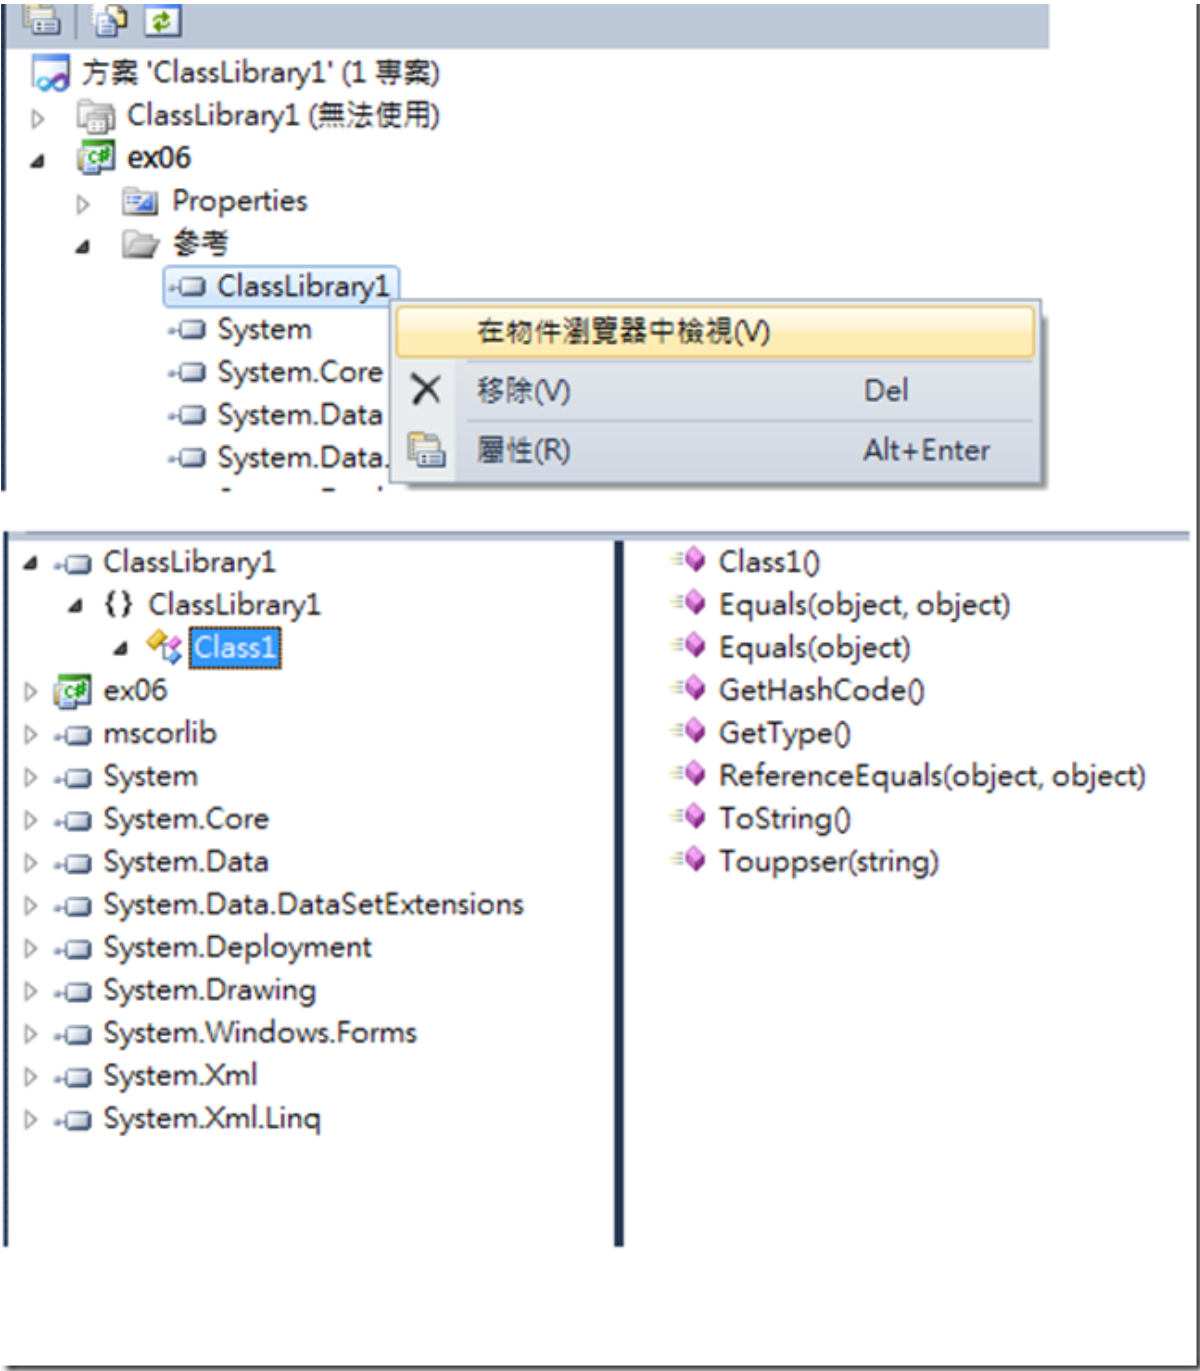 方案 'ClassLibrary1' (1 專案)
ClassLibrary1 (無法使用)
ex06
Properties
參考
ClassLibrary1
在物件瀏覽器中檢視(V)
System
System.Core
移除(V) Del
System.Data
屬性(R) Alt+Enter
System.Data.
ClassLibrary1
{} ClassLibrary1
Class1
ex06
mscorlib
System
System.Core
System.Data
System.Data.DataSetExtensions
System.Deployment
System.Drawing
System.Windows.Forms
System.Xml
System.Xml.Linq
Class1()
Equals(object, object)
Equals(object)
GetHashCode()
GetType()
ReferenceEquals(object, object)
ToString()
Touppser(string)